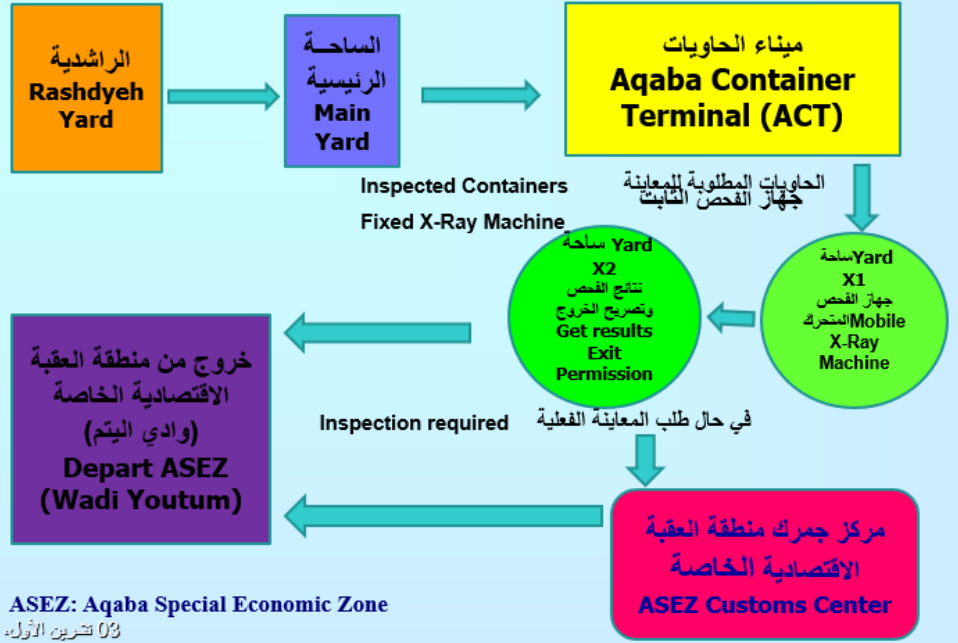 الراشدية
Rashdyeh
Yard
الساحــة
الرئيسية
Main
Yard
ميناء الحاويات
Aqaba Container
Terminal (ACT)
Inspected Containers
Fixed X-Ray Machine
الحاويات المطلوبة للمعاينة
جهاز الفحص الثابت
ساحةYard
X1
جهاز الفحص
المتحركMobile
X-Ray
Machine
ساحة Yard
X2
نتائج الفحص
وتصريح الخروج
Get results
Exit
Permission
خروج من منطقة العقبة
الاقتصادية الخاصة
(وادي اليتم)
Depart ASEZ
(Wadi Youtum)
Inspection required
في حال طلب المعاينة الفعلية
مركز جمرك منطقة العقبة
الاقتصادية الخاصة
ASEZ Customs Center
ASEZ: Aqaba Special Economic Zone
03 تشرين الأول،